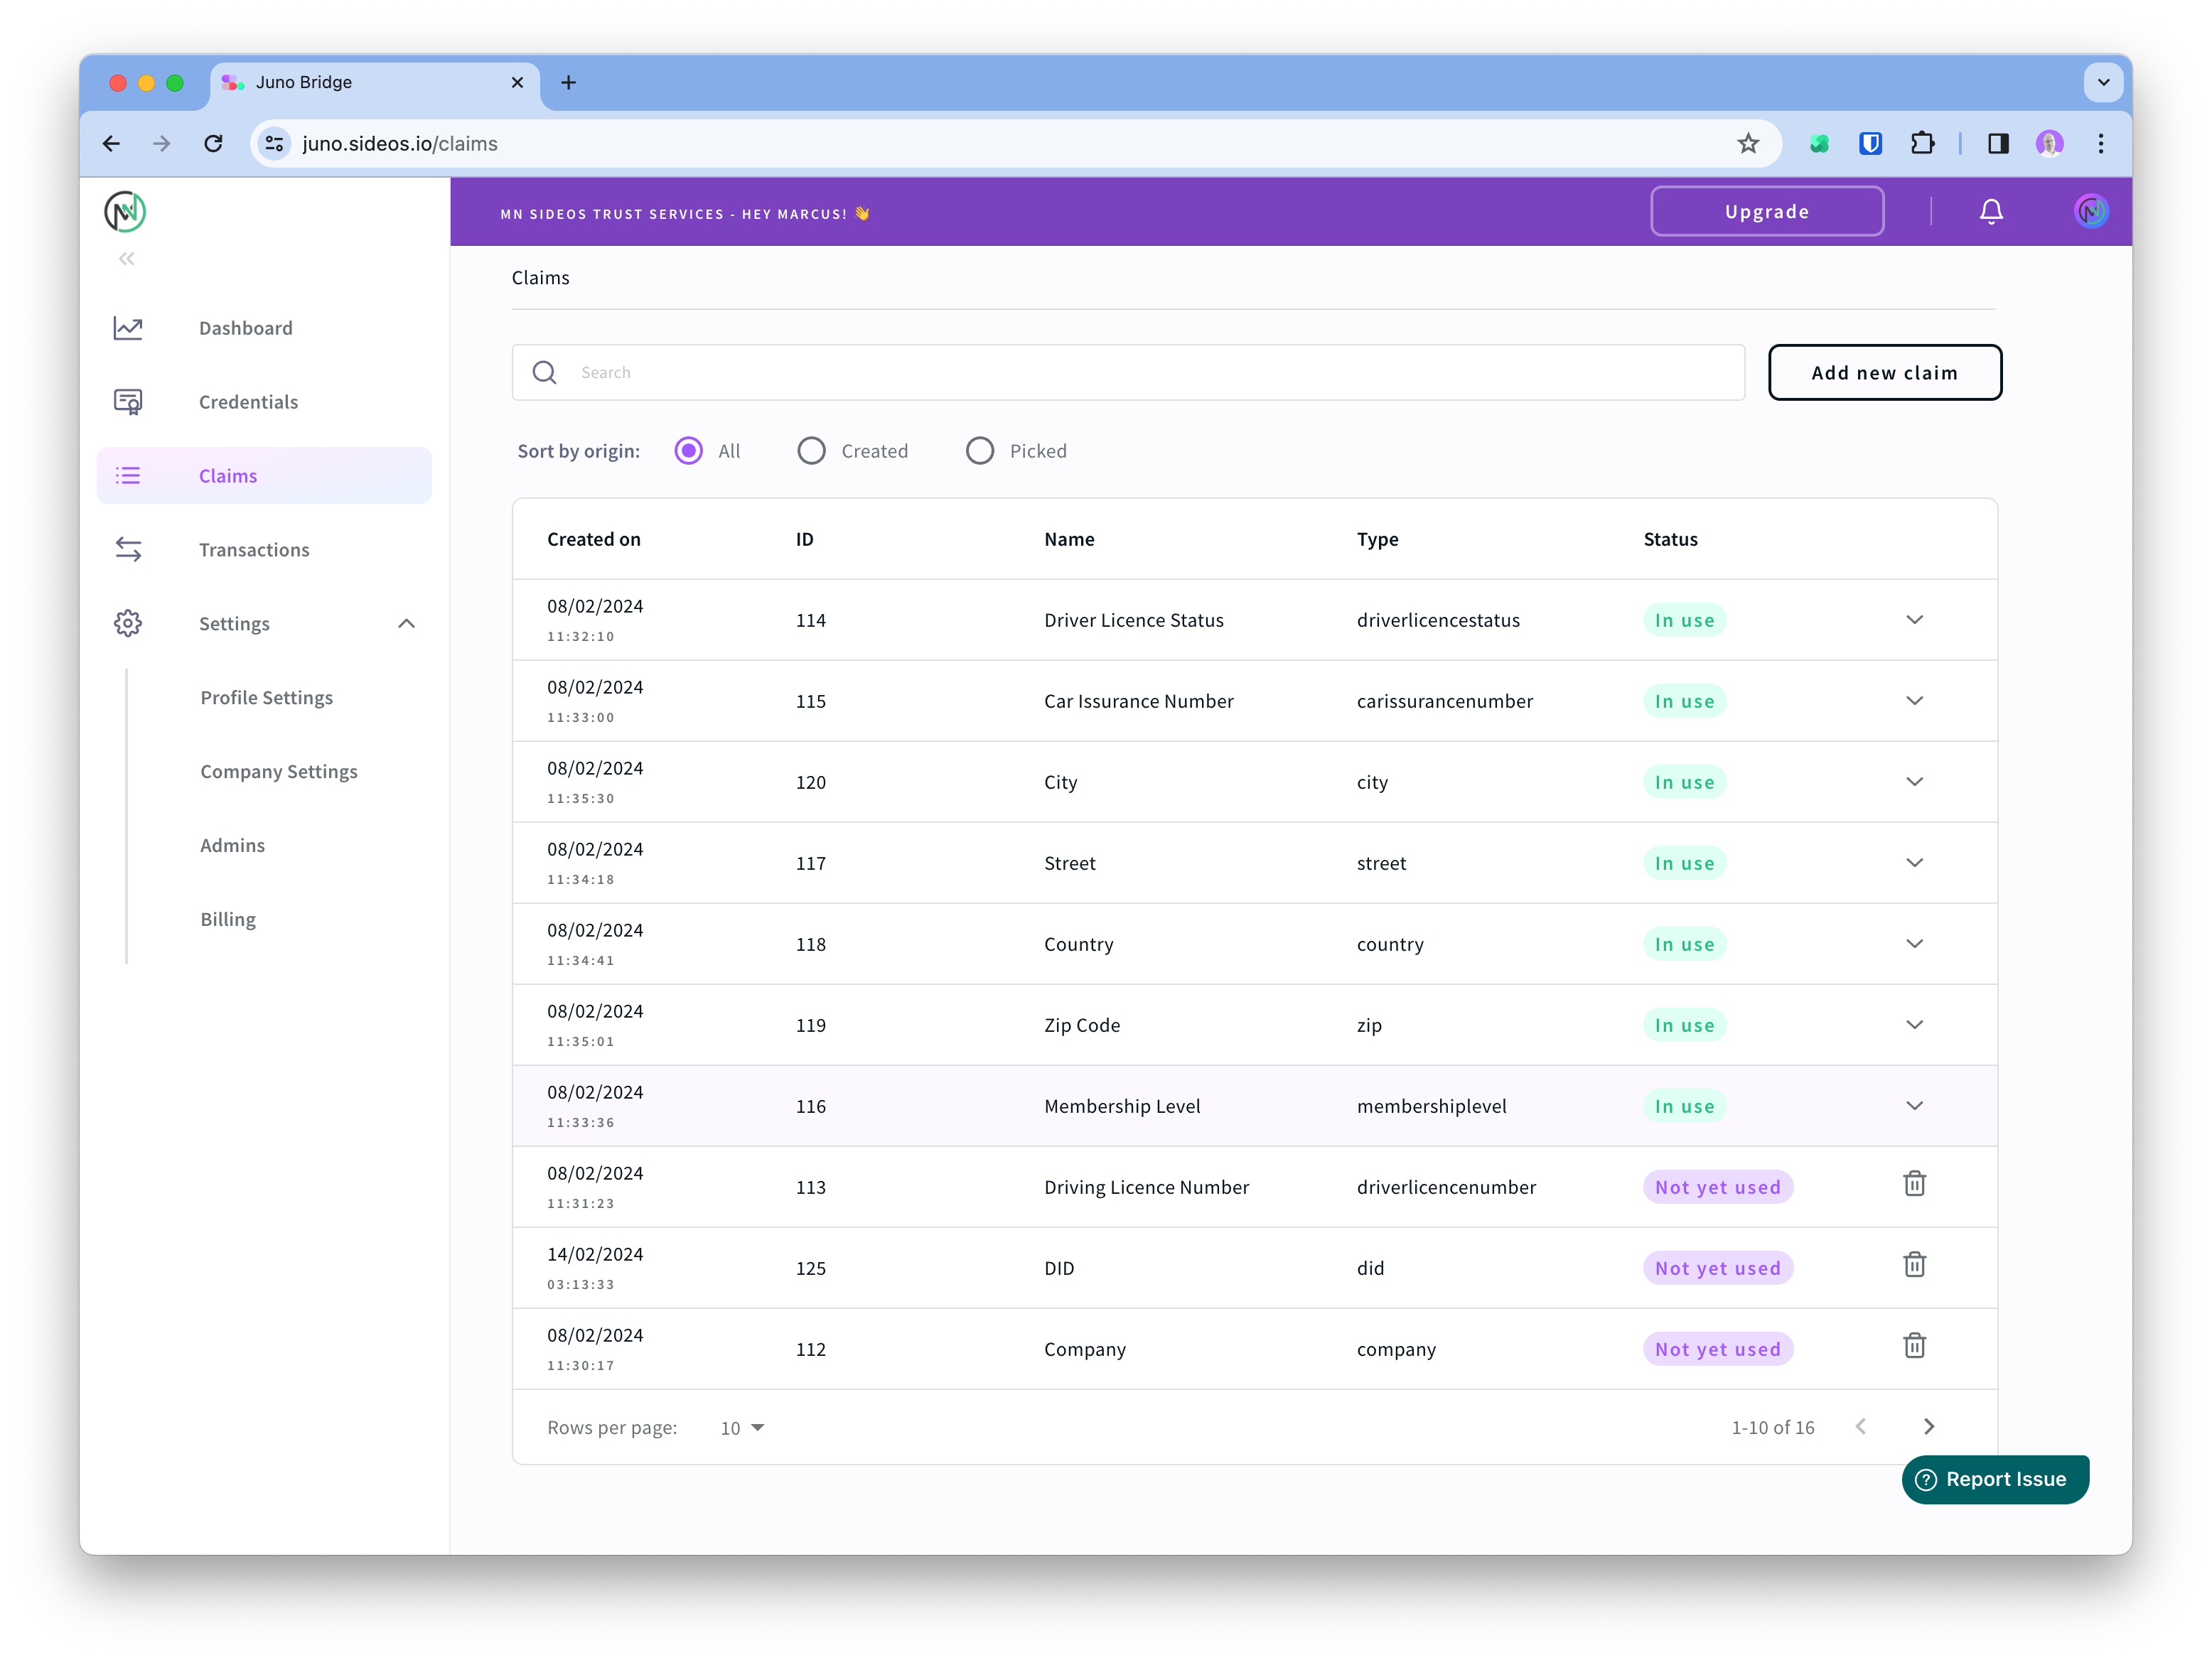 Juno Bridge
juno.sideos.io/claims
MN SIDEOS TRUST SERVICES - HEY MARCUS! 👋
Upgrade
Dashboard
Credentials
Claims
Transactions
Settings
Profile Settings
Company Settings
Admins
Billing
Claims
Search
Add new claim
Sort by origin: All Created Picked
Created on ID Name Type Status
08/02/2024
11:32:10
114 Driver Licence Status driverlicencestatus In use
08/02/2024
11:33:00
115 Car Issurance Number carissurancenumber In use
08/02/2024
11:35:30
120 City city In use
08/02/2024
11:34:18
117 Street street In use
08/02/2024
11:34:41
118 Country country In use
08/02/2024
11:35:01
119 Zip Code zip In use
08/02/2024
11:33:36
116 Membership Level membershiplevel In use
08/02/2024
11:31:23
113 Driving Licence Number driverlicencenumber Not yet used
14/02/2024
03:13:33
125 DID did Not yet used
08/02/2024
11:30:17
112 Company company Not yet used
Rows per page: 10
1-10 of 16
Report Issue